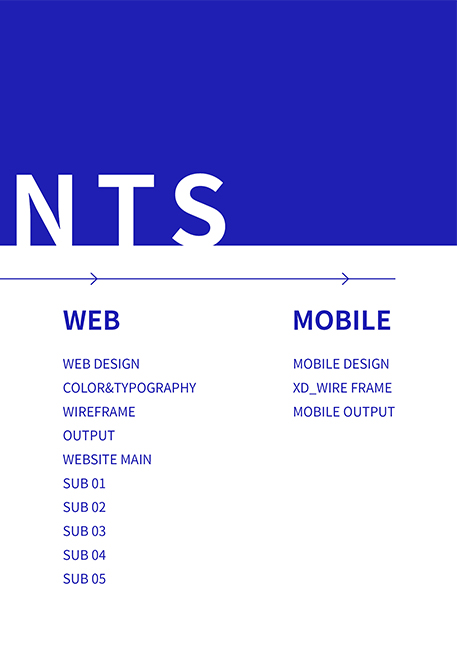 NTS
WEB
WEB DESIGN
COLOR&TYPOGRAPHY
WIREFRAME
OUTPUT
WEBSITE MAIN
SUB 01
SUB 02
SUB 03
SUB 04
SUB 05
MOBILE
MOBILE DESIGN
XD_WIRE FRAME
MOBILE OUTPUT